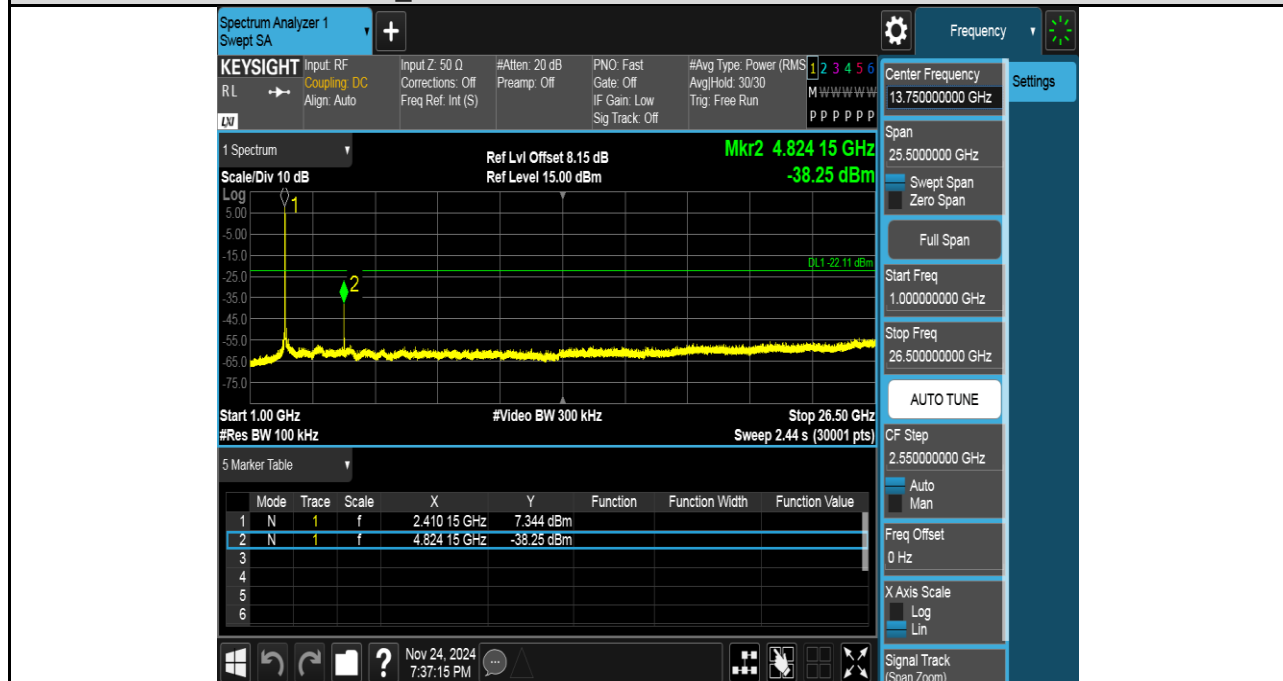 Spectrum Analyzer 1
Swept SA
+
Frequency
KEYSIGHT
RL
LXI
Input: RF
Coupling: DC
Align: Auto
Input Z: 50 Ω
Corrections: Off
Freq Ref: Int (S)
#Atten: 20 dB
Preamp: Off
PNO: Fast
Gate: Off
IF Gain: Low
Sig Track: Off
#Avg Type: Power (RMS
Avg|Hold: 30/30
Trig: Free Run
1 2 3 4 5 6
M W W W W W
P P P P P P
Center Frequency
13.750000000 GHz
Settings
Span
25.5000000 GHz
Swept Span
Zero Span
Full Span
Start Freq
1.000000000 GHz
Stop Freq
26.500000000 GHz
AUTO TUNE
CF Step
2.550000000 GHz
Auto
Man
Freq Offset
0 Hz
X Axis Scale
Log
Lin
Signal Track
(Span Zoom)
1 Spectrum
Scale/Div 10 dB
Ref Lvl Offset 8.15 dB
Ref Level 15.00 dBm
Mkr2 4.824 15 GHz
-38.25 dBm
Log
1
5.00
-5.00
-15.0
DL1 -22.11 dBm
-25.0
2
-35.0
-45.0
-55.0
-65.0
-75.0
Start 1.00 GHz
#Video BW 300 kHz
Stop 26.50 GHz
#Res BW 100 kHz
Sweep 2.44 s (30001 pts)
5 Marker Table
Mode Trace Scale X Y Function Function Width Function Value
1 N 1 f 2.410 15 GHz 7.344 dBm
2 N 1 f 4.824 15 GHz -38.25 dBm
3
4
5
6
?
Nov 24, 2024
7:37:15 PM